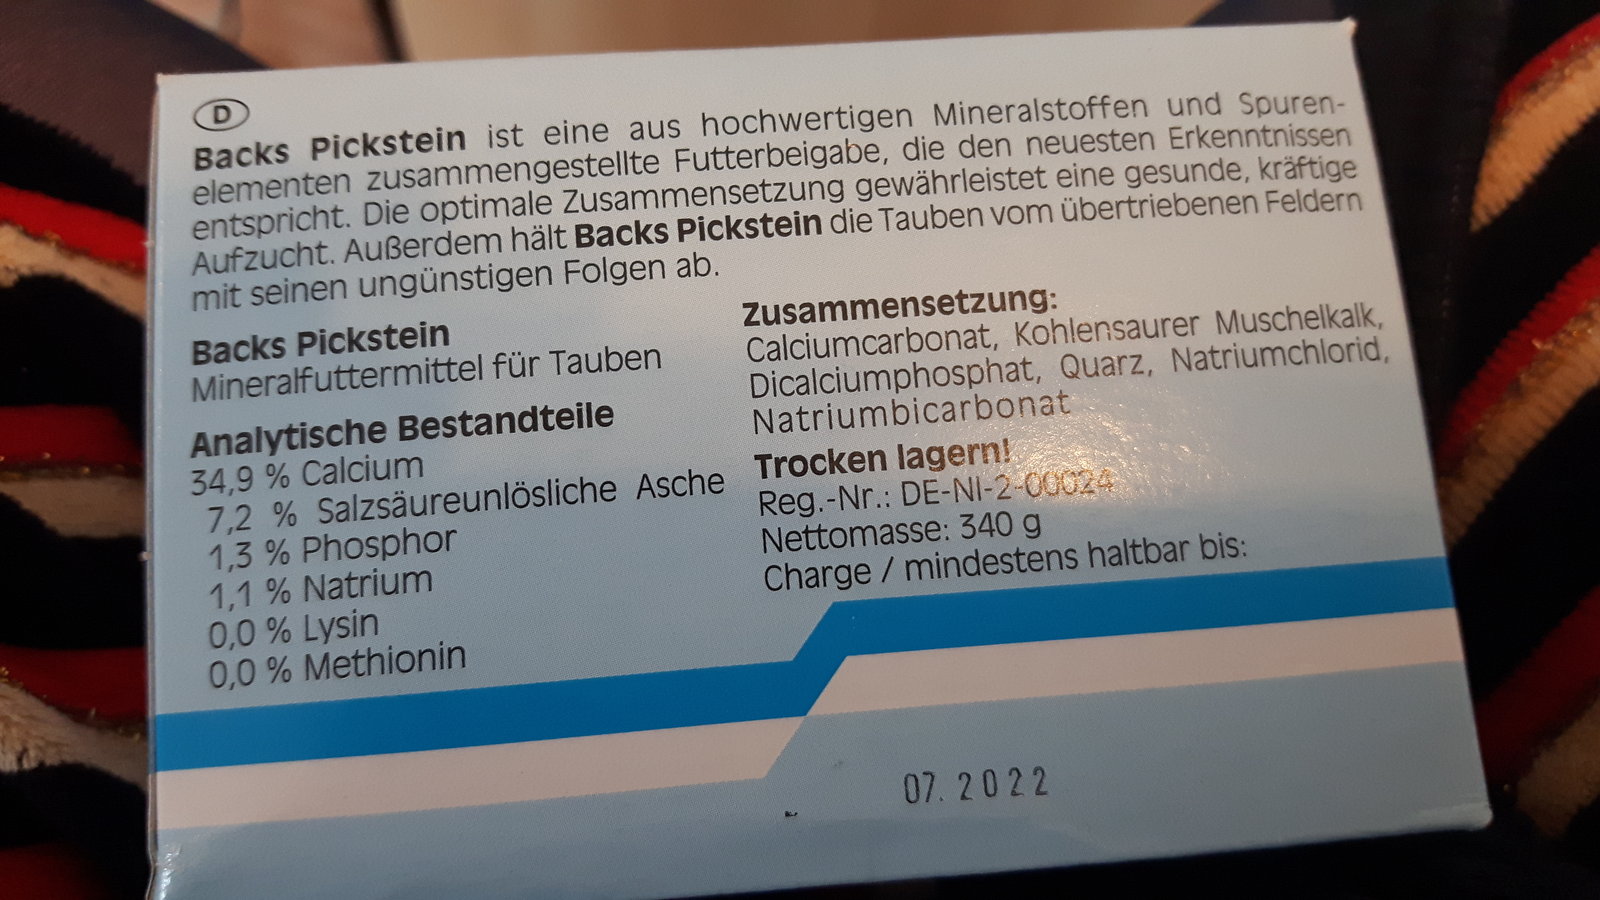 D
Backs Pickstein ist eine aus hochwertigen Mineralstoffen und Spuren-
elementen zusammengestellte Futterbeigabe, die den neuesten Erkenntnissen
entspricht. Die optimale Zusammensetzung gewährleistet eine gesunde, kräftige
Aufzucht. Außerdem hält Backs Pickstein die Tauben vom übertriebenen Feldern
mit seinen ungünstigen Folgen ab.
Backs Pickstein
Mineralfuttermittel für Tauben
Analytische Bestandteile
34,9 % Calcium
7,2 % Salzsäureunlösliche Asche
1,3 % Phosphor
1,1 % Natrium
0,0 % Lysin
0,0 % Methionin
Zusammensetzung:
Calciumcarbonat, Kohlensaurer Muschelkalk,
Dicalciumphosphat, Quarz, Natriumchlorid,
Natriumbicarbonat
Trocken lagern!
Reg.-Nr.: DE-NI-2-00024
Nettomasse: 340 g
Charge / mindestens haltbar bis:
07.2022